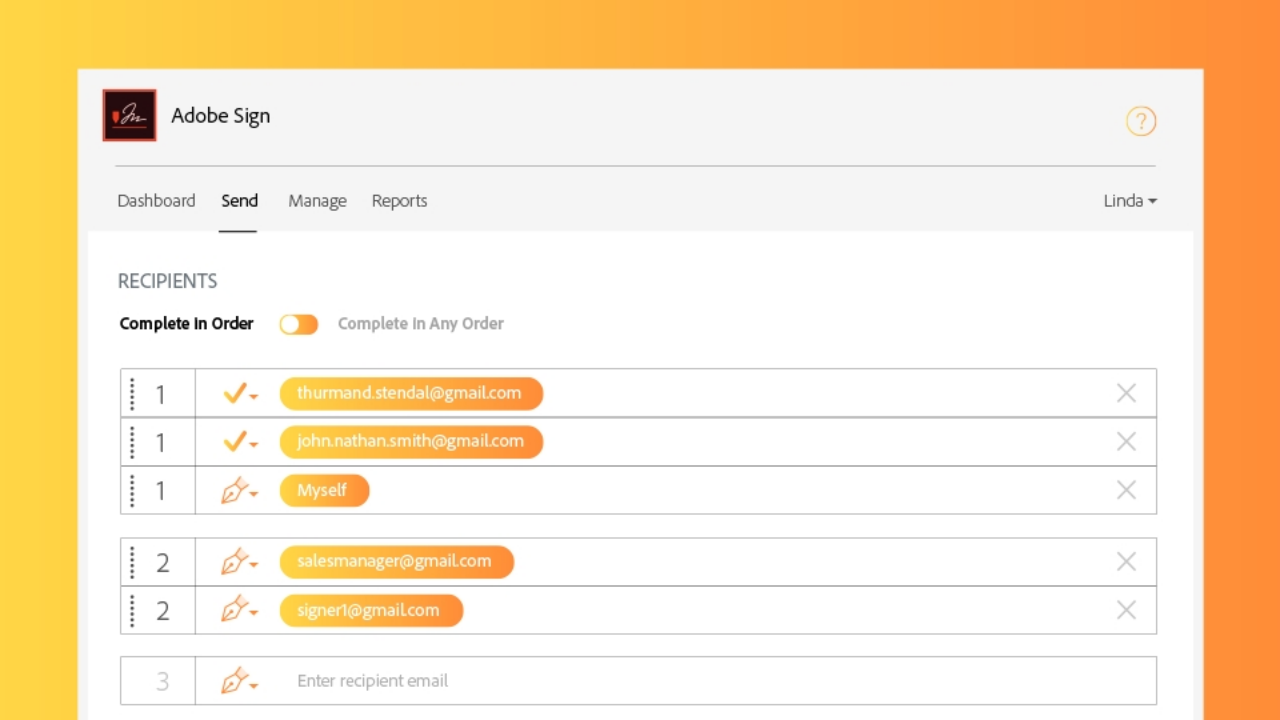 Adobe Sign
?
Dashboard Send Manage Reports Linda
RECIPIENTS
Complete in Order Complete in Any Order
1 thurmand.stendal@gmail.com
1 john.nathan.smith@gmail.com
1 Myself
2 salesmanager@gmail.com
2 signer1@gmail.com
3 Enter recipient email